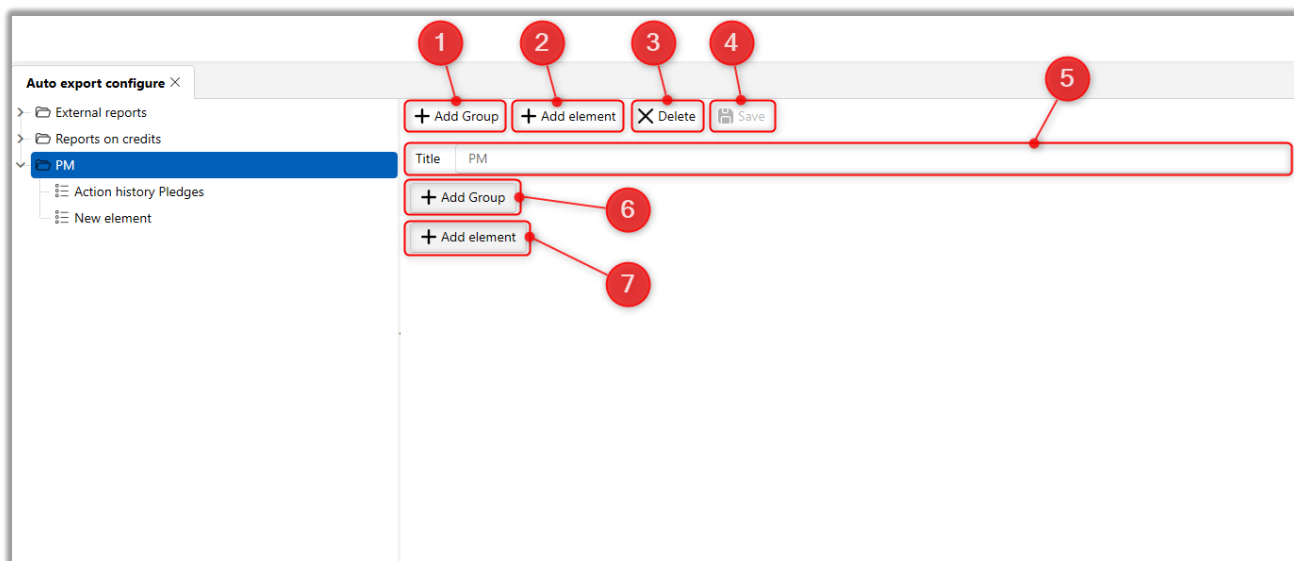 1 2 3 4 5
Auto export configure
External reports
Reports on credits
PM
Action history Pledges
New element
Add Group Add element Delete Save
Title PM
Add Group
6
Add element
7